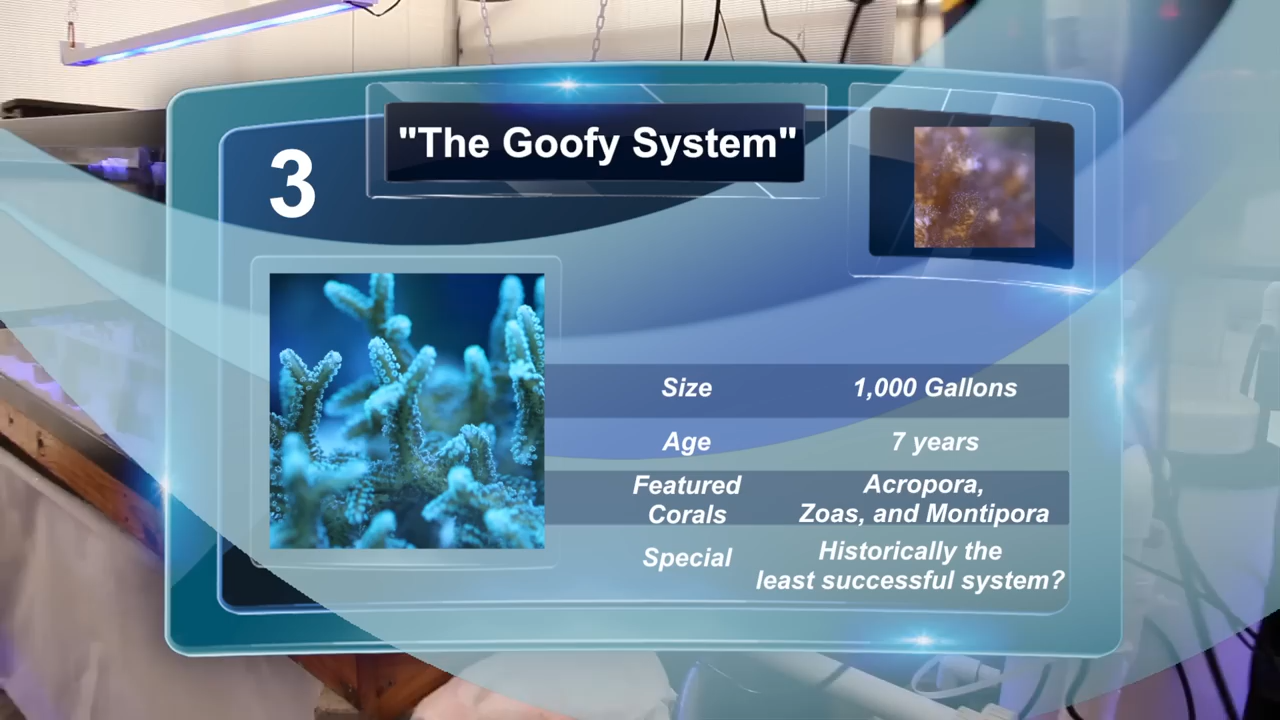 "The Goofy System"
3
Size 1,000 Gallons
Age 7 years
Featured Corals Acropora, Zoas, and Montipora
Special Historically the least successful system?